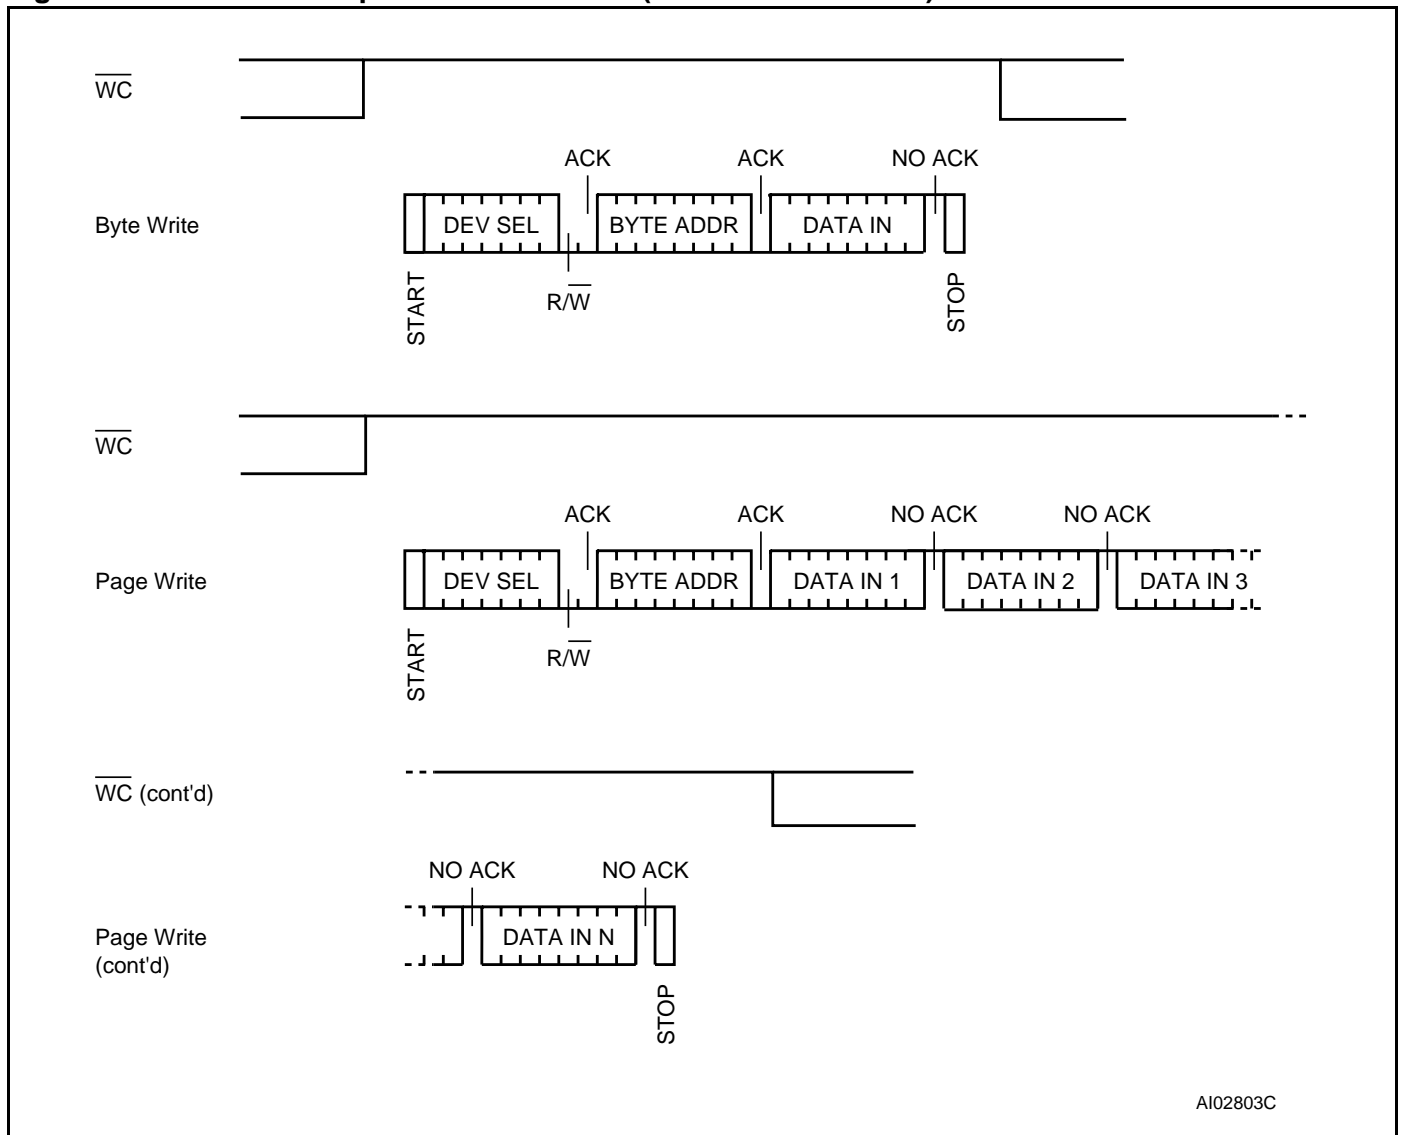 WC
ACK ACK NO ACK
Byte Write
DEV SEL BYTE ADDR DATA IN
R/W
START
STOP
WC
ACK ACK NO ACK NO ACK
Page Write
DEV SEL BYTE ADDR DATA IN 1 DATA IN 2 DATA IN 3
R/W
START
WC (cont'd)
NO ACK NO ACK
Page Write
(cont'd)
DATA IN N
STOP
AI02803C